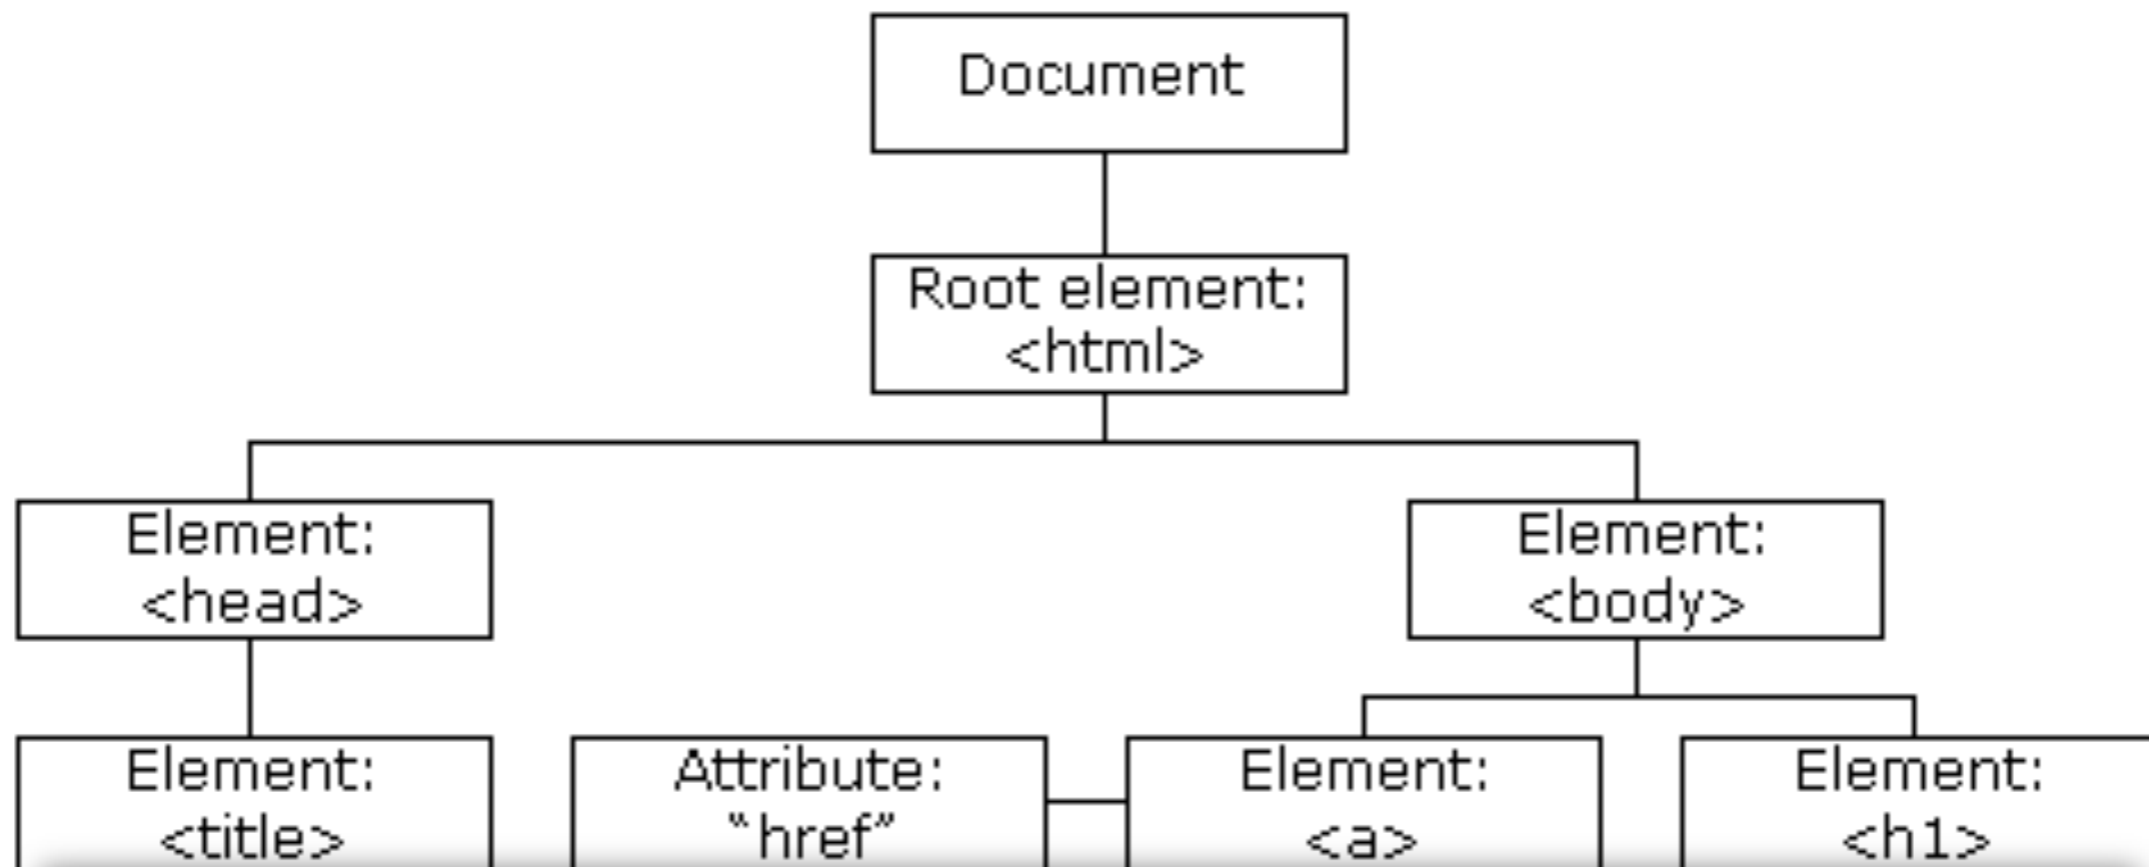 Document
Root element:
<html>
Element:
<head>
Element:
<body>
Element:
<title>
Attribute:
“href”
Element:
<a>
Element:
<h1>